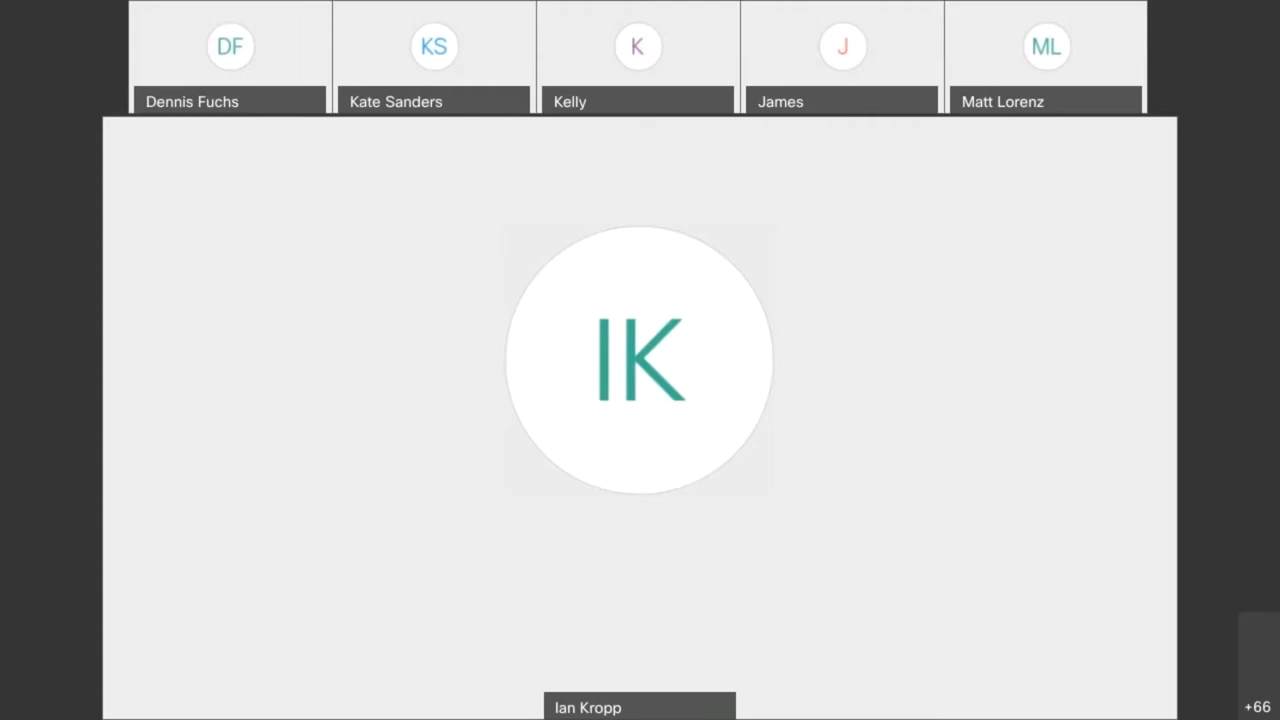 DF
KS
K
J
ML
Dennis Fuchs
Kate Sanders
Kelly
James
Matt Lorenz
IK
Ian Kropp
+66